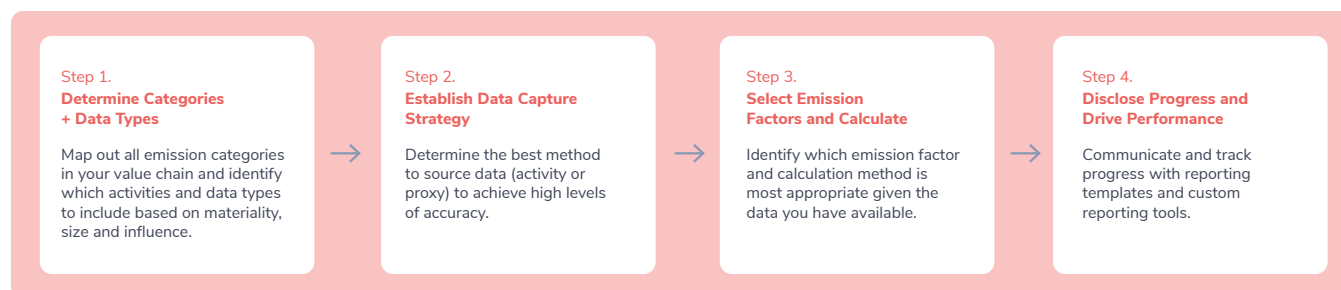 Step 1.
Determine Categories
+ Data Types
Map out all emission categories
in your value chain and identify
which activities and data types
to include based on materiality,
size and influence.
Step 2.
Establish Data Capture
Strategy
Determine the best method
to source data (activity or
proxy) to achieve high levels
of accuracy.
Step 3.
Select Emission
Factors and Calculate
Identify which emission factor
and calculation method is
most appropriate given the
data you have available.
Step 4.
Disclose Progress and
Drive Performance
Communicate and track
progress with reporting
templates and custom
reporting tools.